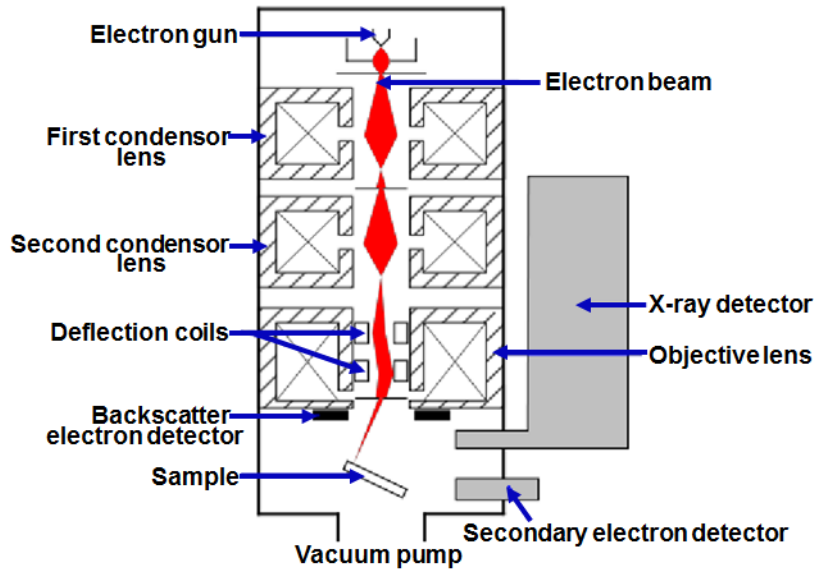 Electron gun
Electron beam
First condensor
lens
Second condensor
lens
X-ray detector
Deflection coils
Objective lens
Backscatter
electron detector
Sample
Secondary electron detector
Vacuum pump